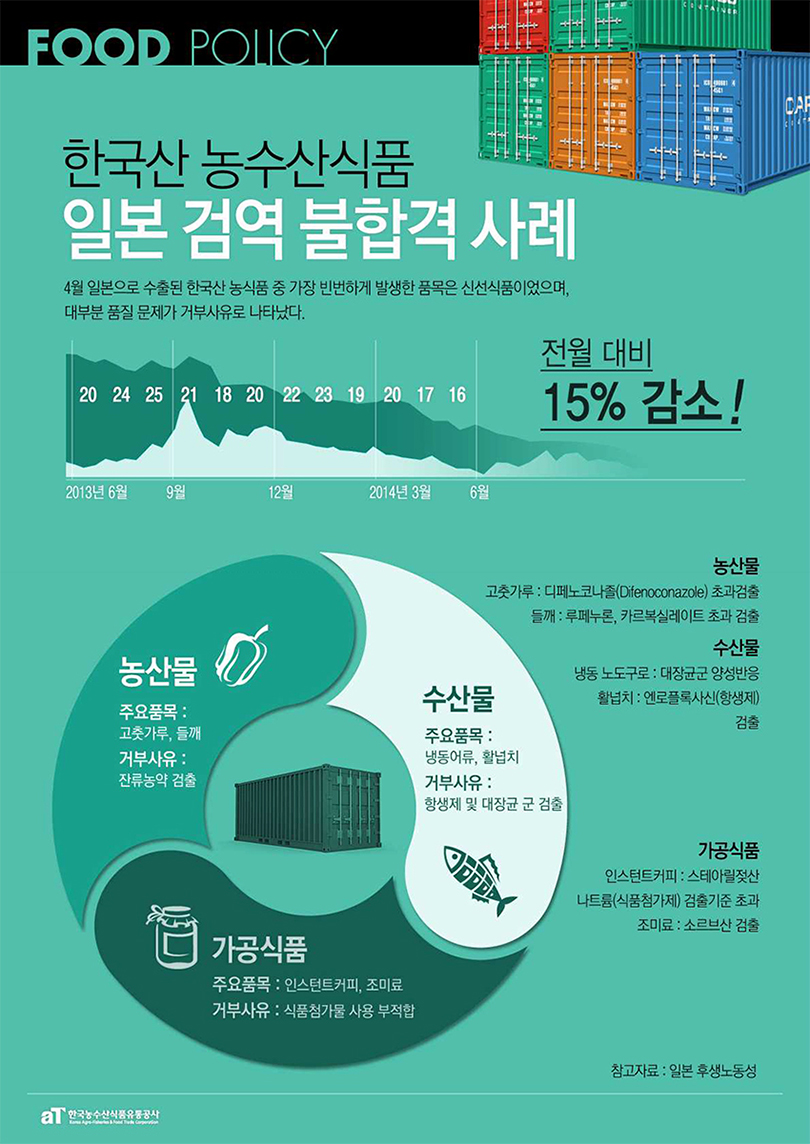 FOOD POLICY
한국산 농수산식품
일본 검역 불합격 사례
4월 일본으로 수출된 한국산 농식품 중 가장 빈번하게 발생한 품목은 신선식품이었으며,
대부분 품질 문제가 거부사유로 나타났다.
전월 대비
15% 감소!
20 24 25 21 18 20 22 23 19 20 17 16
2013년 6월 9월 12월 2014년 3월 6월
농산물
고춧가루 : 디페노코나졸(Difenoconazole) 초과검출
들깨 : 루페누론, 카르복실레이트 초과 검출
수산물
냉동 노도구로 : 대장균군 양성반응
활넙치 : 엔로플록사신(항생제)
검출
농산물
주요품목 :
고춧가루, 들깨
거부사유 :
잔류농약 검출
수산물
주요품목 :
냉동어류, 활넙치
거부사유 :
항생제 및 대장균 군 검출
가공식품
인스턴트커피 : 스테아릴젖산
나트륨(식품첨가제) 검출기준 초과
조미료 : 소르브산 검출
가공식품
주요품목 : 인스턴트커피, 조미료
거부사유 : 식품첨가물 사용 부적합
참고자료 : 일본 후생노동성
aT 한국농수산식품유통공사
Korea Agro-Fisheries & Food Trade Corporation